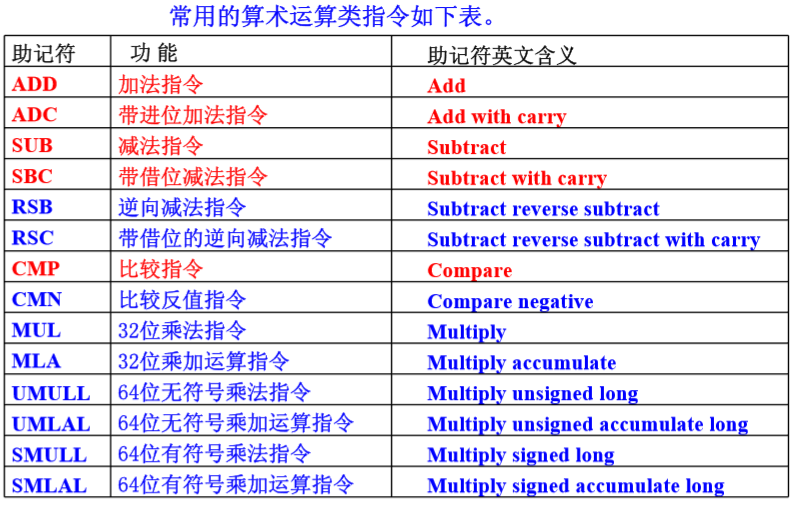 常用的算术运算类指令如下表。
助记符 功 能 助记符英文含义
ADD 加法指令 Add
ADC 带进位加法指令 Add with carry
SUB 减法指令 Subtract
SBC 带借位减法指令 Subtract with carry
RSB 逆向减法指令 Subtract reverse subtract
RSC 带借位的逆向减法指令 Subtract reverse subtract with carry
CMP 比较指令 Compare
CMN 比较反值指令 Compare negative
MUL 32位乘法指令 Multiply
MLA 32位乘加运算指令 Multiply accumulate
UMULL 64位无符号乘法指令 Multiply unsigned long
UMLAL 64位无符号乘加运算指令 Multiply unsigned accumulate long
SMULL 64位有符号乘法指令 Multiply signed long
SMLAL 64位有符号乘加运算指令 Multiply signed accumulate long